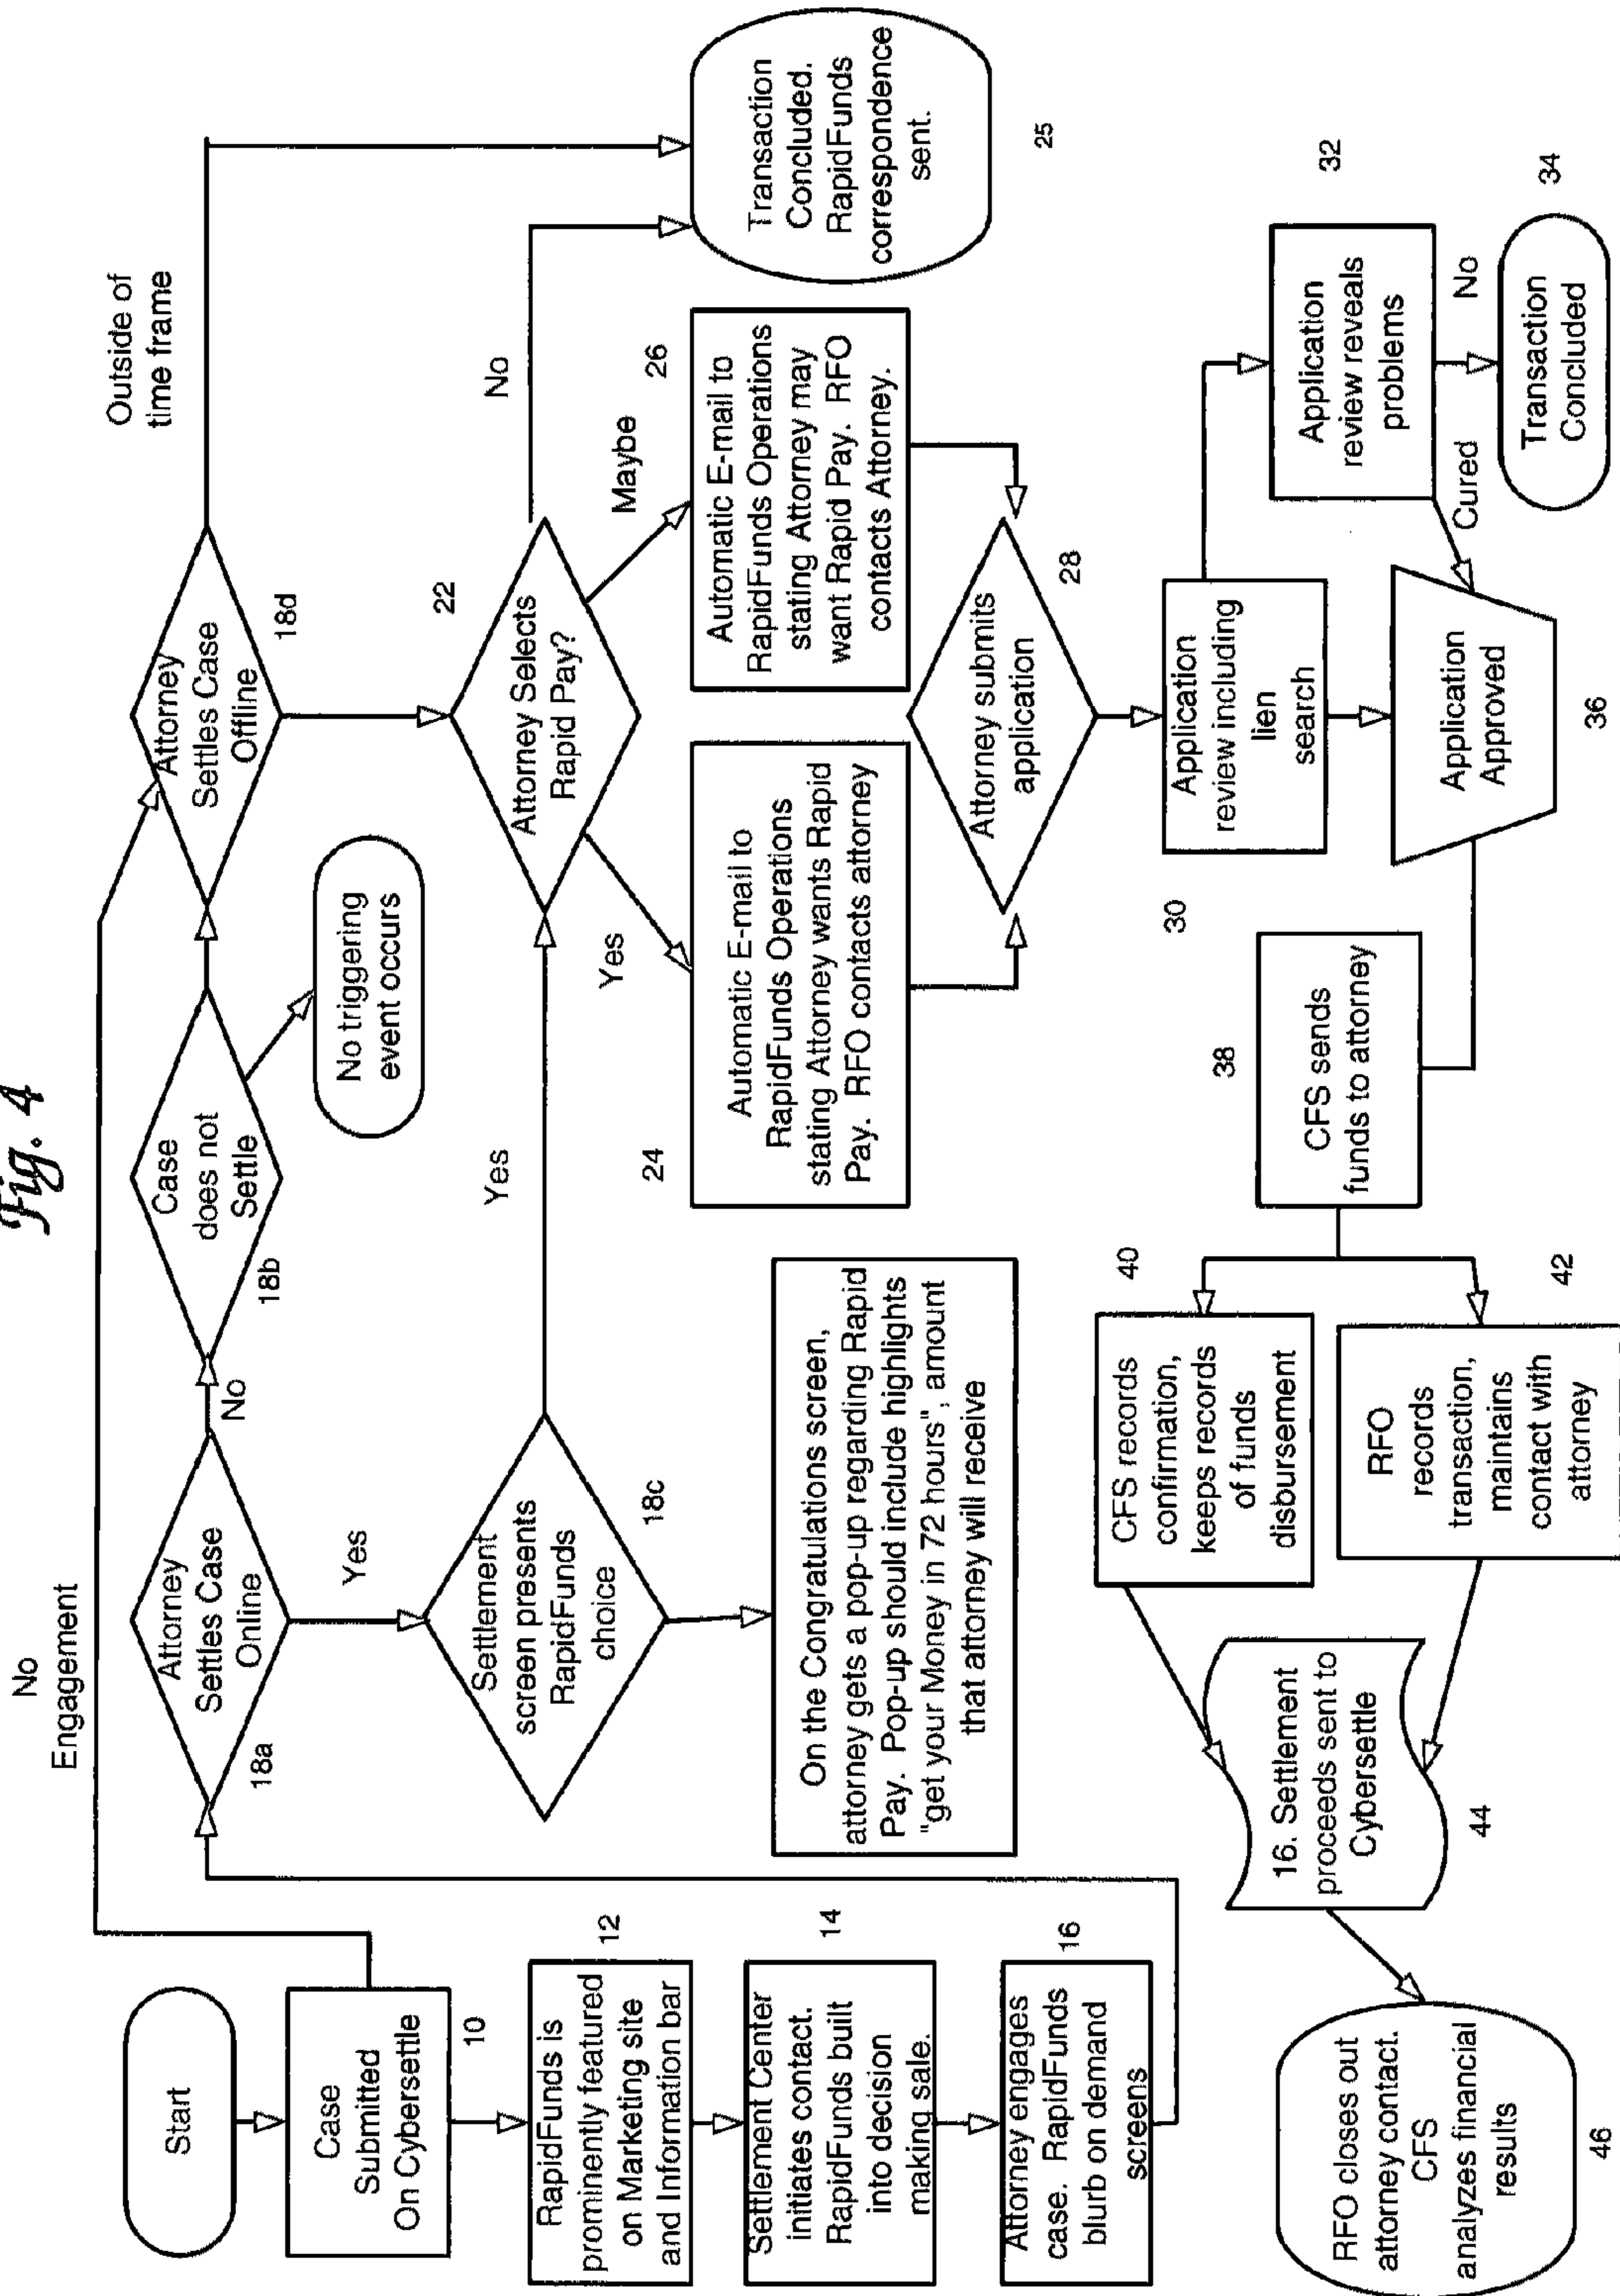 Fig. 4
No
Engagement
Outside of
time frame
Start
Case
Submitted
On Cybersettle
10
RapidFunds is
prominently featured
on Marketing site
and Information bar
12
Settlement Center
initiates contact.
RapidFunds built
into decision
making sale.
14
Attorney engages
case. RapidFunds
blurb on demand
screens
16
Attorney
Settles Case
Online
18a
No
Yes
Case
does not
Settle
18b
No triggering
event occurs
Attorney
Settles Case
Offline
18d
Settlement
screen presents
RapidFunds
choice
18c
Yes
On the Congratulations screen,
attorney gets a pop-up regarding Rapid
Pay. Pop-up should include highlights
"get your Money in 72 hours", amount
that attorney will receive
Attorney Selects
Rapid Pay?
22
No
Yes
Maybe
Automatic E-mail to
RapidFunds Operations
stating Attorney wants Rapid
Pay. RFO contacts attorney
24
Automatic E-mail to
RapidFunds Operations
stating Attorney may
want Rapid Pay. RFO
contacts Attorney.
26
Transaction
Concluded.
RapidFunds
correspondence
sent.
25
Attorney submits
application
28
Application
review including
lien
search
30
Application
review reveals
problems
32
Cured
No
Transaction
Concluded
34
Application
Approved
36
CFS sends
funds to attorney
38
CFS records
confirmation,
keeps records
of funds
disbursement
40
RFO
records
transaction,
maintains
contact with
attorney
42
16. Settlement
proceeds sent to
Cybersettle
44
RFO closes out
attorney contact.
CFS
analyzes financial
results
46